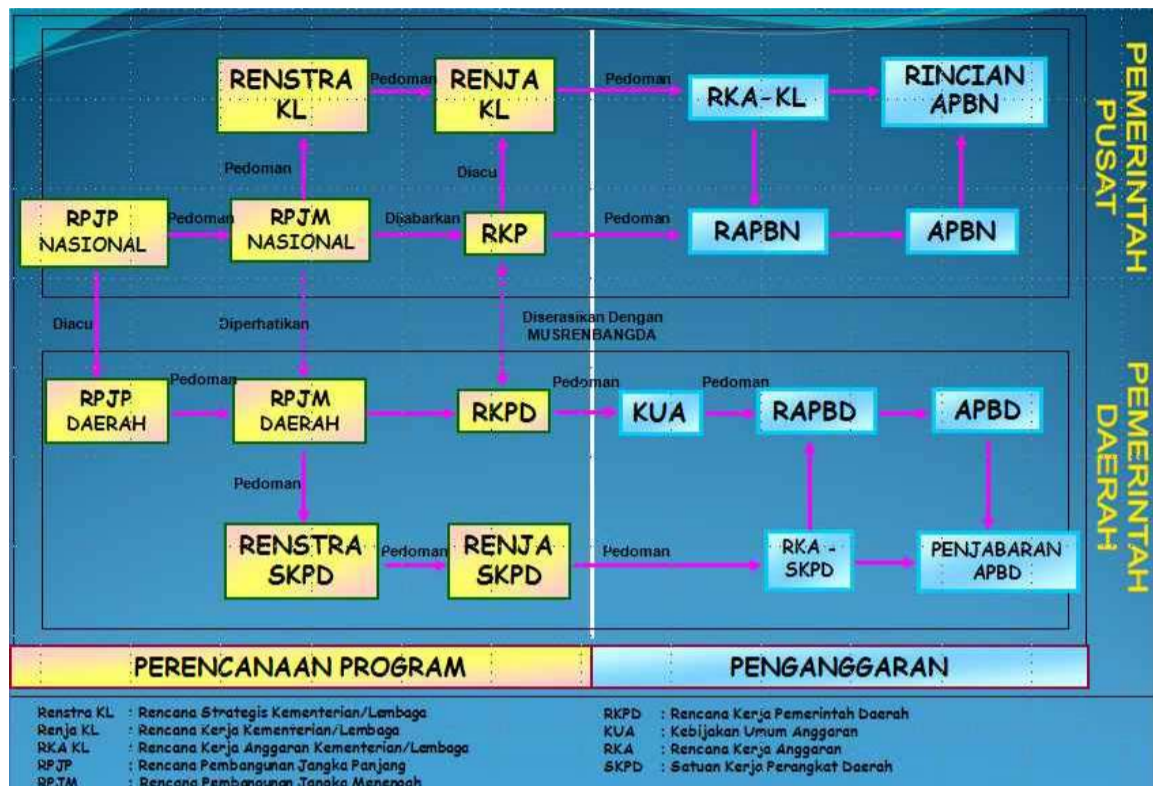 RENSTRA
KL
Pedoman
RENJA
KL
Pedoman
RKA-KL
RINCIAN
APBN
PEMERINTAH
PUSAT
Pedoman
Diacu
RPJP
NASIONAL
Pedoman
RPJM
NASIONAL
Dijabarkan
RKP
Pedoman
RAPBN
APBN
Diacu
Diperhatikan
Diserasikan Dengan
MUSRENBANGDA
RPJP
DAERAH
Pedoman
RPJM
DAERAH
RKPD
Pedoman
KUA
Pedoman
RAPBD
APBD
PEMERINTAH
DAERAH
Pedoman
RENSTRA
SKPD
Pedoman
RENJA
SKPD
Pedoman
RKA -
SKPD
PENJABARAN
APBD
PERENCANAAN PROGRAM
PENGANGGARAN
Renstra KL : Rencana Strategis Kementerian/Lembaga
Renja KL : Rencana Kerja Kementerian/Lembaga
RKA KL : Rencana Kerja Anggaran Kementerian/Lembaga
RPJP : Rencana Pembangunan Jangka Panjang
RPJM : Rencana Pembangunan Jangka Menengah
RKPD : Rencana Kerja Pemerintah Daerah
KUA : Kebijakan Umum Anggaran
RKA : Rencana Kerja Anggaran
SKPD : Satuan Kerja Perangkat Daerah